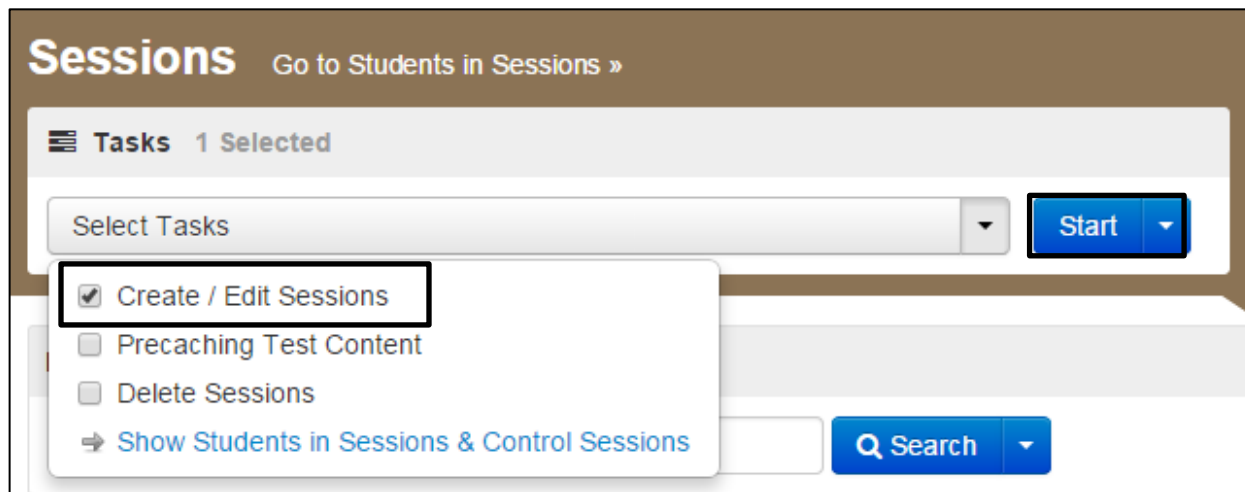 Sessions Go to Students in Sessions »
Tasks 1 Selected
Select Tasks Start
Create / Edit Sessions
Precaching Test Content
Delete Sessions
Show Students in Sessions & Control Sessions
Search